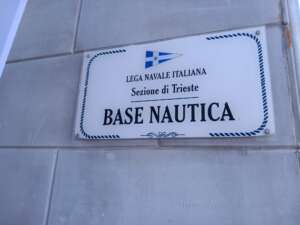 LEGA NAVALE ITALIANA
Sezione di Trieste
BASE NAUTICA